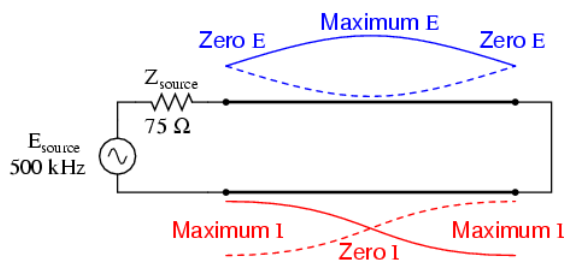 Maximum E
Zero E
Zero E
Zsource
75 Ω
Esource
500 kHz
Maximum I
Maximum I
Zero I